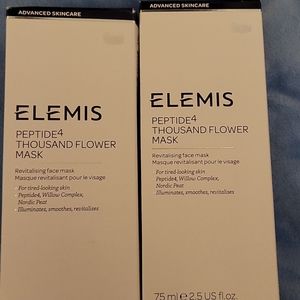 ADVANCED SKINCARE
ELEMIS
PEPTIDE4
THOUSAND FLOWER
MASK
Revitalising face mask
Masque revitalisant pour le visage
For tired-looking skin
Peptide4, Willow Complex,
Nordic Peat
Illuminates, smoothes, revitalises
ADVANCED SKINCARE
ELEMIS
PEPTIDE4
THOUSAND FLOWER
MASK
Revitalising face mask
Masque revitalisant pour le visage
For tired-looking skin
Peptide4, Willow Complex,
Nordic Peat
Illuminates, smoothes, revitalises
75 ml e 2.5 US fl.oz.